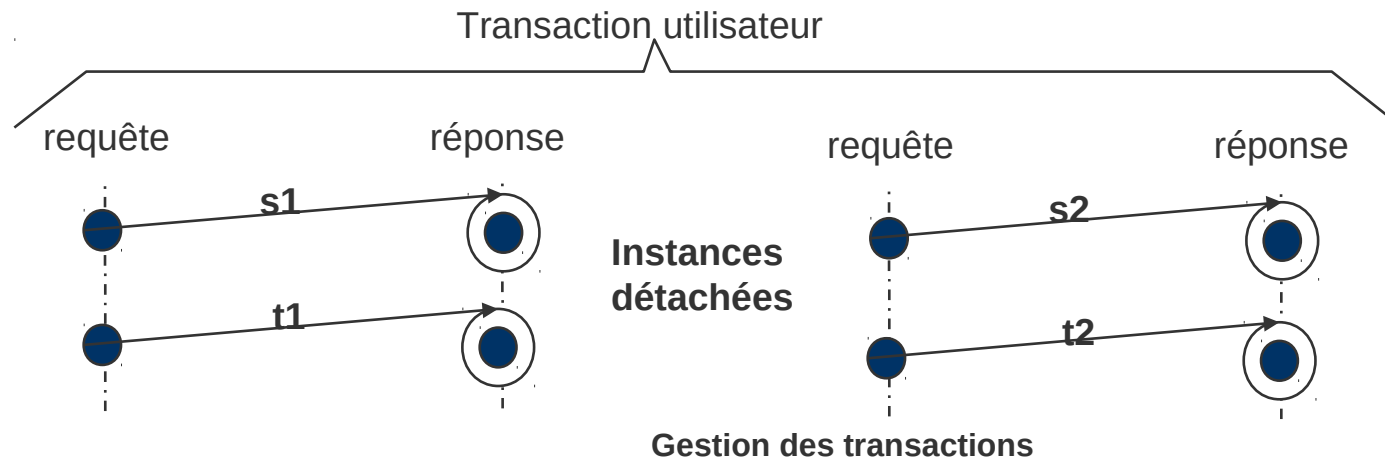 Transaction utilisateur
requête
réponse
requête
réponse
s1
s2
Instances
détachées
t1
t2
Gestion des transactions